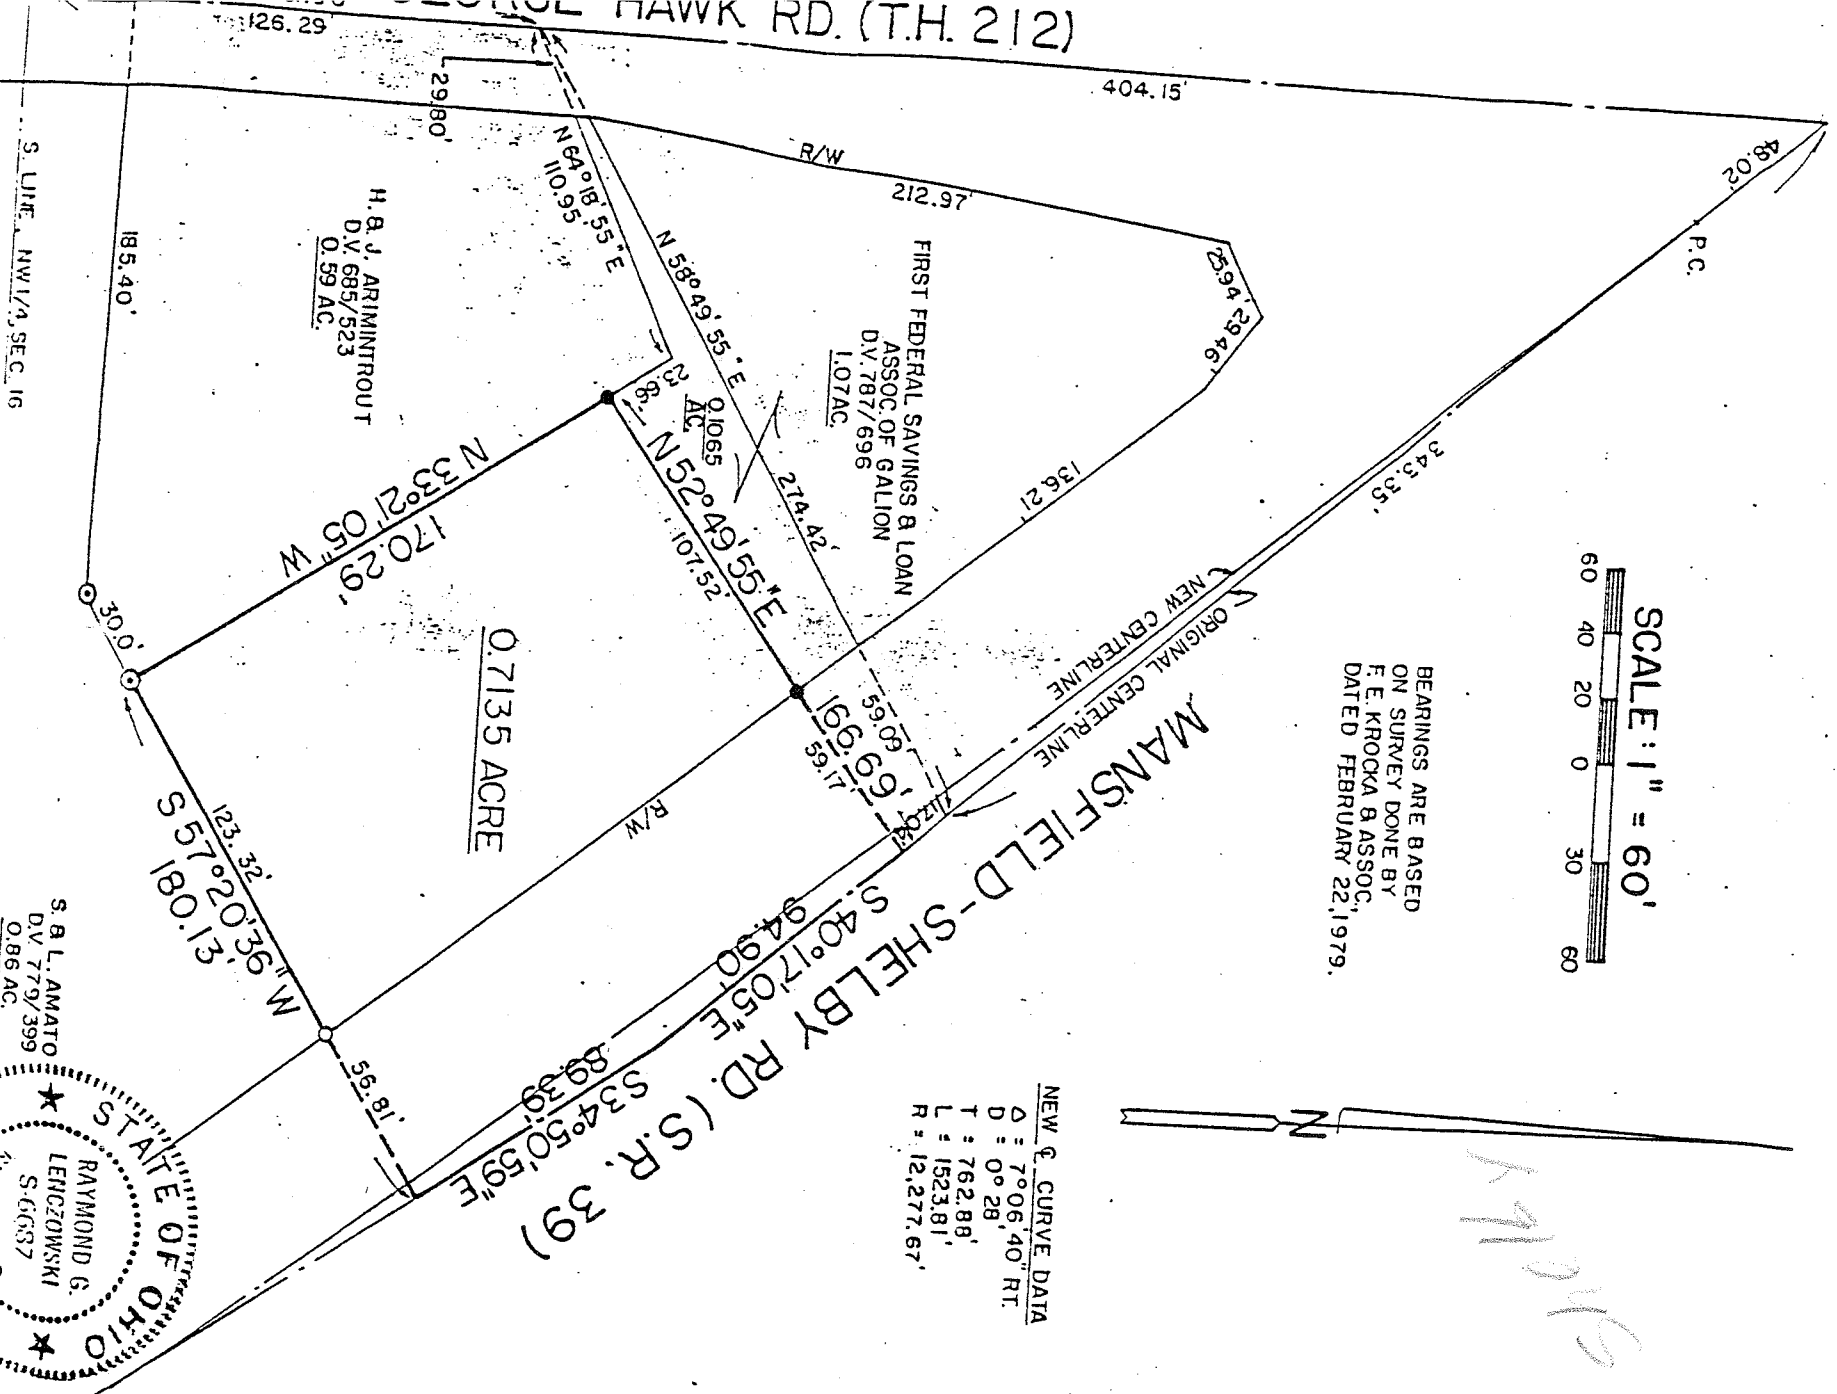 GEORGE HAWK RD. (T.H. 212)
126.29'
404.15'
29.80'
48.02'
P.C.
R/W
212.97'
25.94'
29.46'
N 64° 18' 55" E
110.95'
N 58° 49' 55" E
274.42'
FIRST FEDERAL SAVINGS & LOAN
ASSOC. OF GALION
D.V. 787/696
1.07 AC.
H. & J. ARIMINTROUT
D.V. 685/523
0.59 AC.
185.40'
S. LINE, NW 1/4, SEC. 16
23.66'
0.1065
AC.
N 52° 49' 55" E
107.52'
166.69'
59.17'
59.09'
136.21'
343.35'
NEW CENTERLINE
ORIGINAL CENTERLINE
N 33° 21' 05" W
170.29'
30.0'
0.7135 ACRE
R/W
123.32'
S 57° 20' 36" W
180.13'
56.81'
S. & L. AMATO
D.V. 779/399
0.86 AC.
S 40° 17' 05" E
94.90'
S 34° 50' 59" E
89.39'
MANSFIELD-SHELBY RD. (S.R. 39)
SCALE: 1" = 60'
60 40 20 0 30 60
BEARINGS ARE BASED
ON SURVEY DONE BY
F. E. KROCKA & ASSOC.,
DATED FEBRUARY 22, 1979.
N
NEW ℄ CURVE DATA
Δ = 7° 06' 40" RT.
D = 0° 28'
T = 762.88'
L = 1523.81'
R = 12,277.67'
STATE OF OHIO
RAYMOND G.
LENCZOWSKI
S-6687